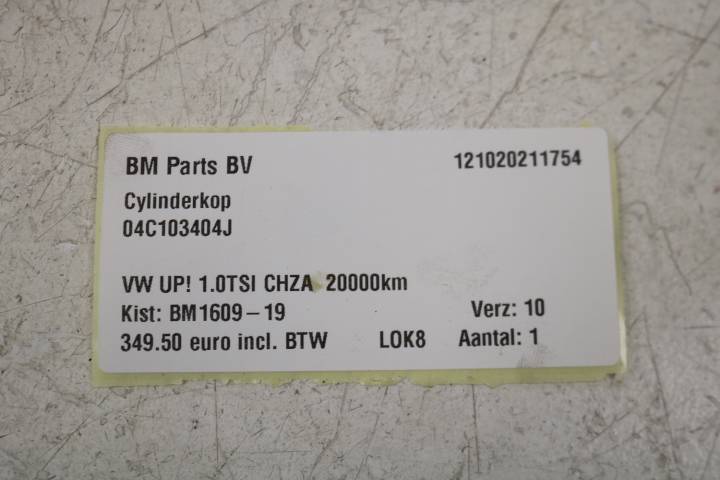 BM Parts BV 121020211754
Cylinderkop
04C103404J
VW UP! 1.0TSI CHZA 20000km
Kist: BM1609-19 Verz: 10
349.50 euro incl. BTW LOK8 Aantal: 1